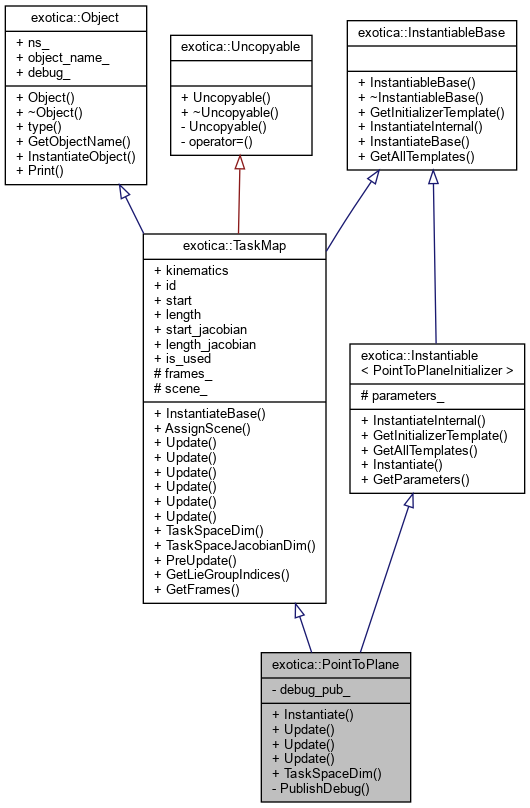 exotica::Object
+ ns_
+ object_name_
+ debug_
+ Object()
+ ~Object()
+ type()
+ GetObjectName()
+ InstantiateObject()
+ Print()
exotica::Uncopyable
+ Uncopyable()
+ ~Uncopyable()
- Uncopyable()
- operator=()
exotica::InstantiableBase
+ InstantiableBase()
+ ~InstantiableBase()
+ GetInitializerTemplate()
+ InstantiateInternal()
+ InstantiateBase()
+ GetAllTemplates()
exotica::TaskMap
+ kinematics
+ id
+ start
+ length
+ start_jacobian
+ length_jacobian
+ is_used
# frames_
# scene_
+ InstantiateBase()
+ AssignScene()
+ Update()
+ Update()
+ Update()
+ Update()
+ Update()
+ Update()
+ TaskSpaceDim()
+ TaskSpaceJacobianDim()
+ PreUpdate()
+ GetLieGroupIndices()
+ GetFrames()
exotica::Instantiable
< PointToPlaneInitializer >
# parameters_
+ InstantiateInternal()
+ GetInitializerTemplate()
+ GetAllTemplates()
+ Instantiate()
+ GetParameters()
exotica::PointToPlane
- debug_pub_
+ Instantiate()
+ Update()
+ Update()
+ Update()
+ TaskSpaceDim()
- PublishDebug()